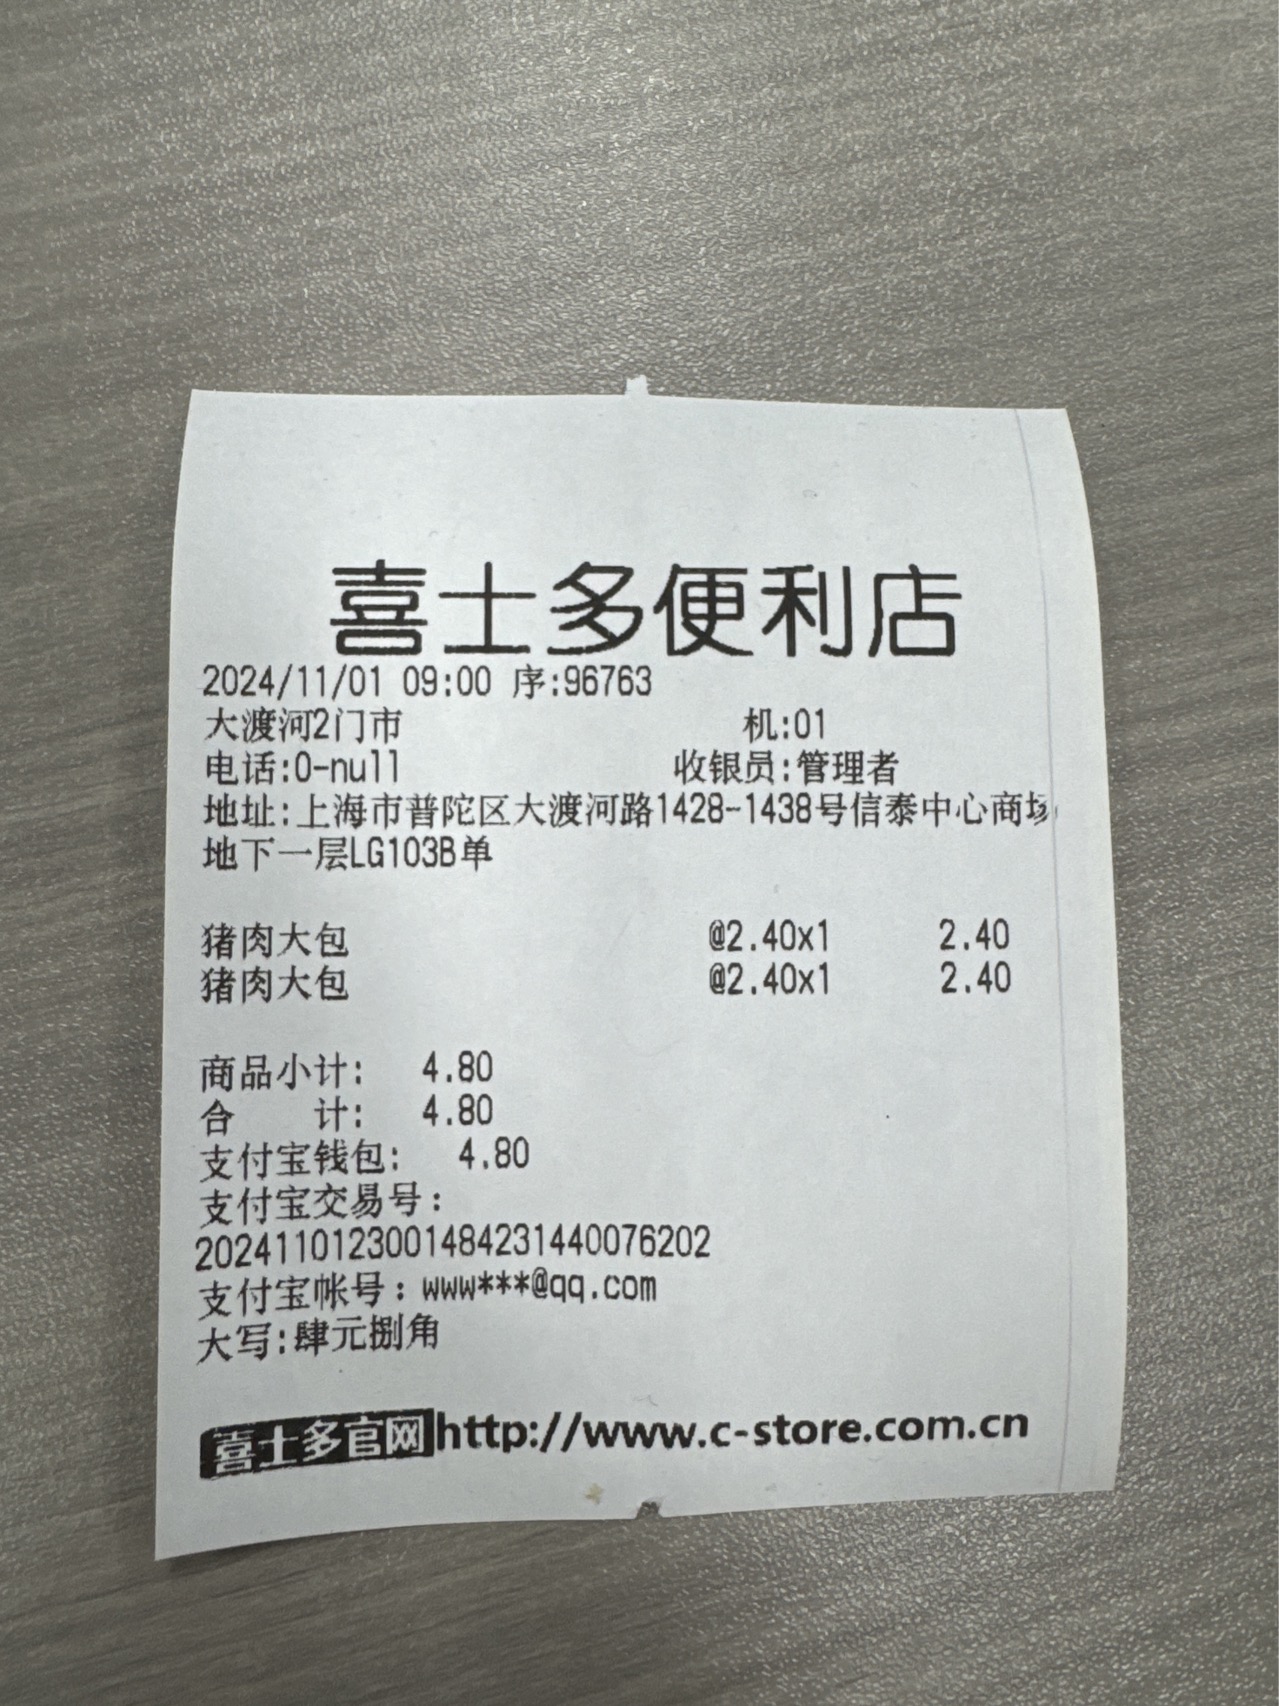 喜士多便利店
2024/11/01 09:00 序:96763
大渡河2门市 机:01
电话:0-null 收银员:管理者
地址:上海市普陀区大渡河路1428-1438号信泰中心商场
地下一层LG103B单
猪肉大包 @2.40x1 2.40
猪肉大包 @2.40x1 2.40
商品小计: 4.80
合 计: 4.80
支付宝钱包: 4.80
支付宝交易号:
2024110123001484231440076202
支付宝帐号:www***@qq.com
大写:肆元捌角
喜士多官网http://www.c-store.com.cn